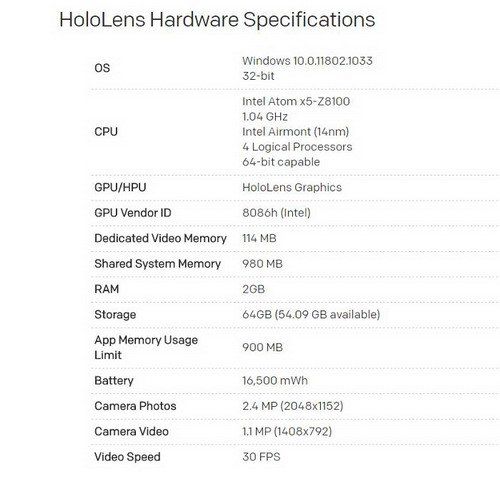 HoloLens Hardware Specifications
OS
Windows 10.0.11802.1033
32-bit
CPU
Intel Atom x5-Z8100
1.04 GHz
Intel Airmont (14nm)
4 Logical Processors
64-bit capable
GPU/HPU
HoloLens Graphics
GPU Vendor ID
8086h (Intel)
Dedicated Video Memory
114 MB
Shared System Memory
980 MB
RAM
2GB
Storage
64GB (54.09 GB available)
App Memory Usage
Limit
900 MB
Battery
16,500 mWh
Camera Photos
2.4 MP (2048x1152)
Camera Video
1.1 MP (1408x792)
Video Speed
30 FPS